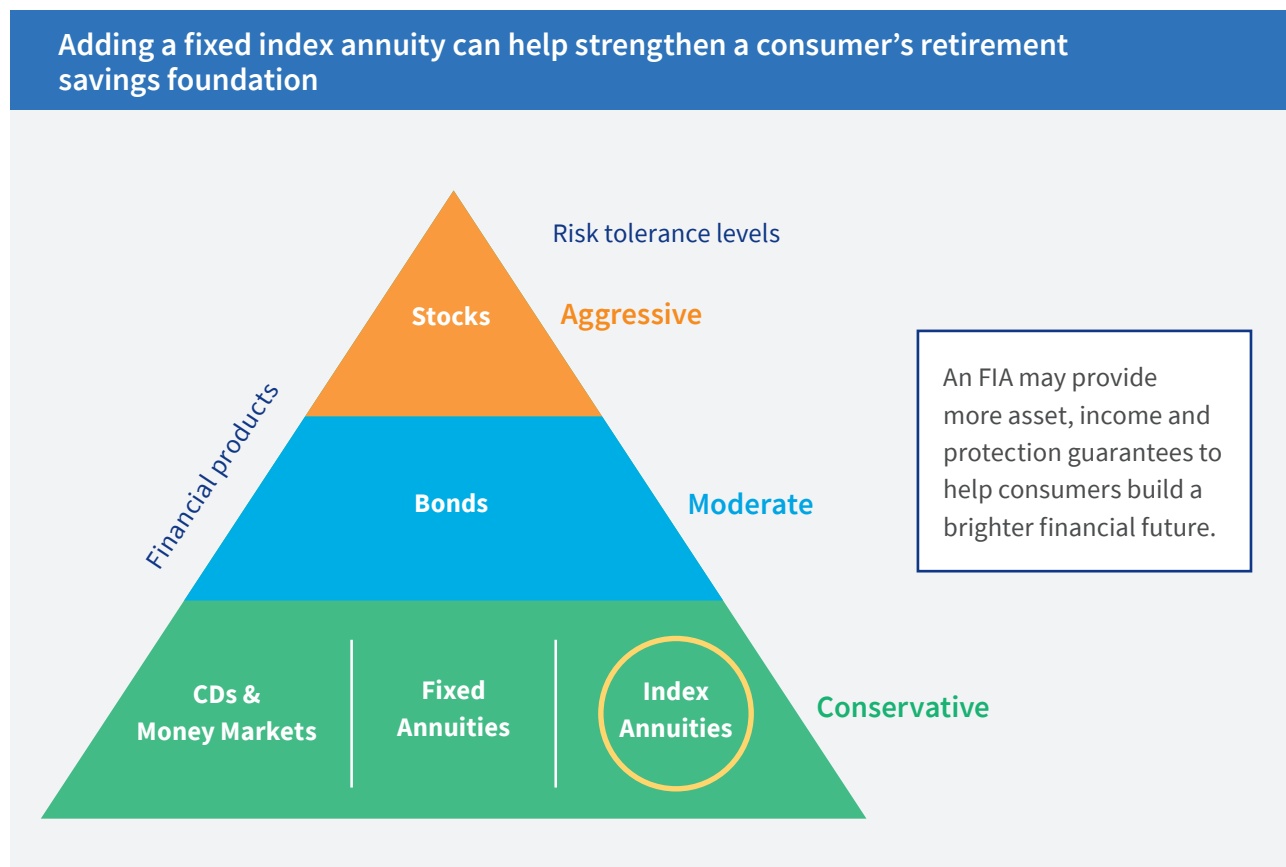 Adding a fixed index annuity can help strengthen a consumer’s retirement
savings foundation
Risk tolerance levels
Stocks
Aggressive
Financial products
Bonds
Moderate
An FIA may provide
more asset, income and
protection guarantees to
help consumers build a
brighter financial future.
CDs &
Money Markets
Fixed
Annuities
Index
Annuities
Conservative